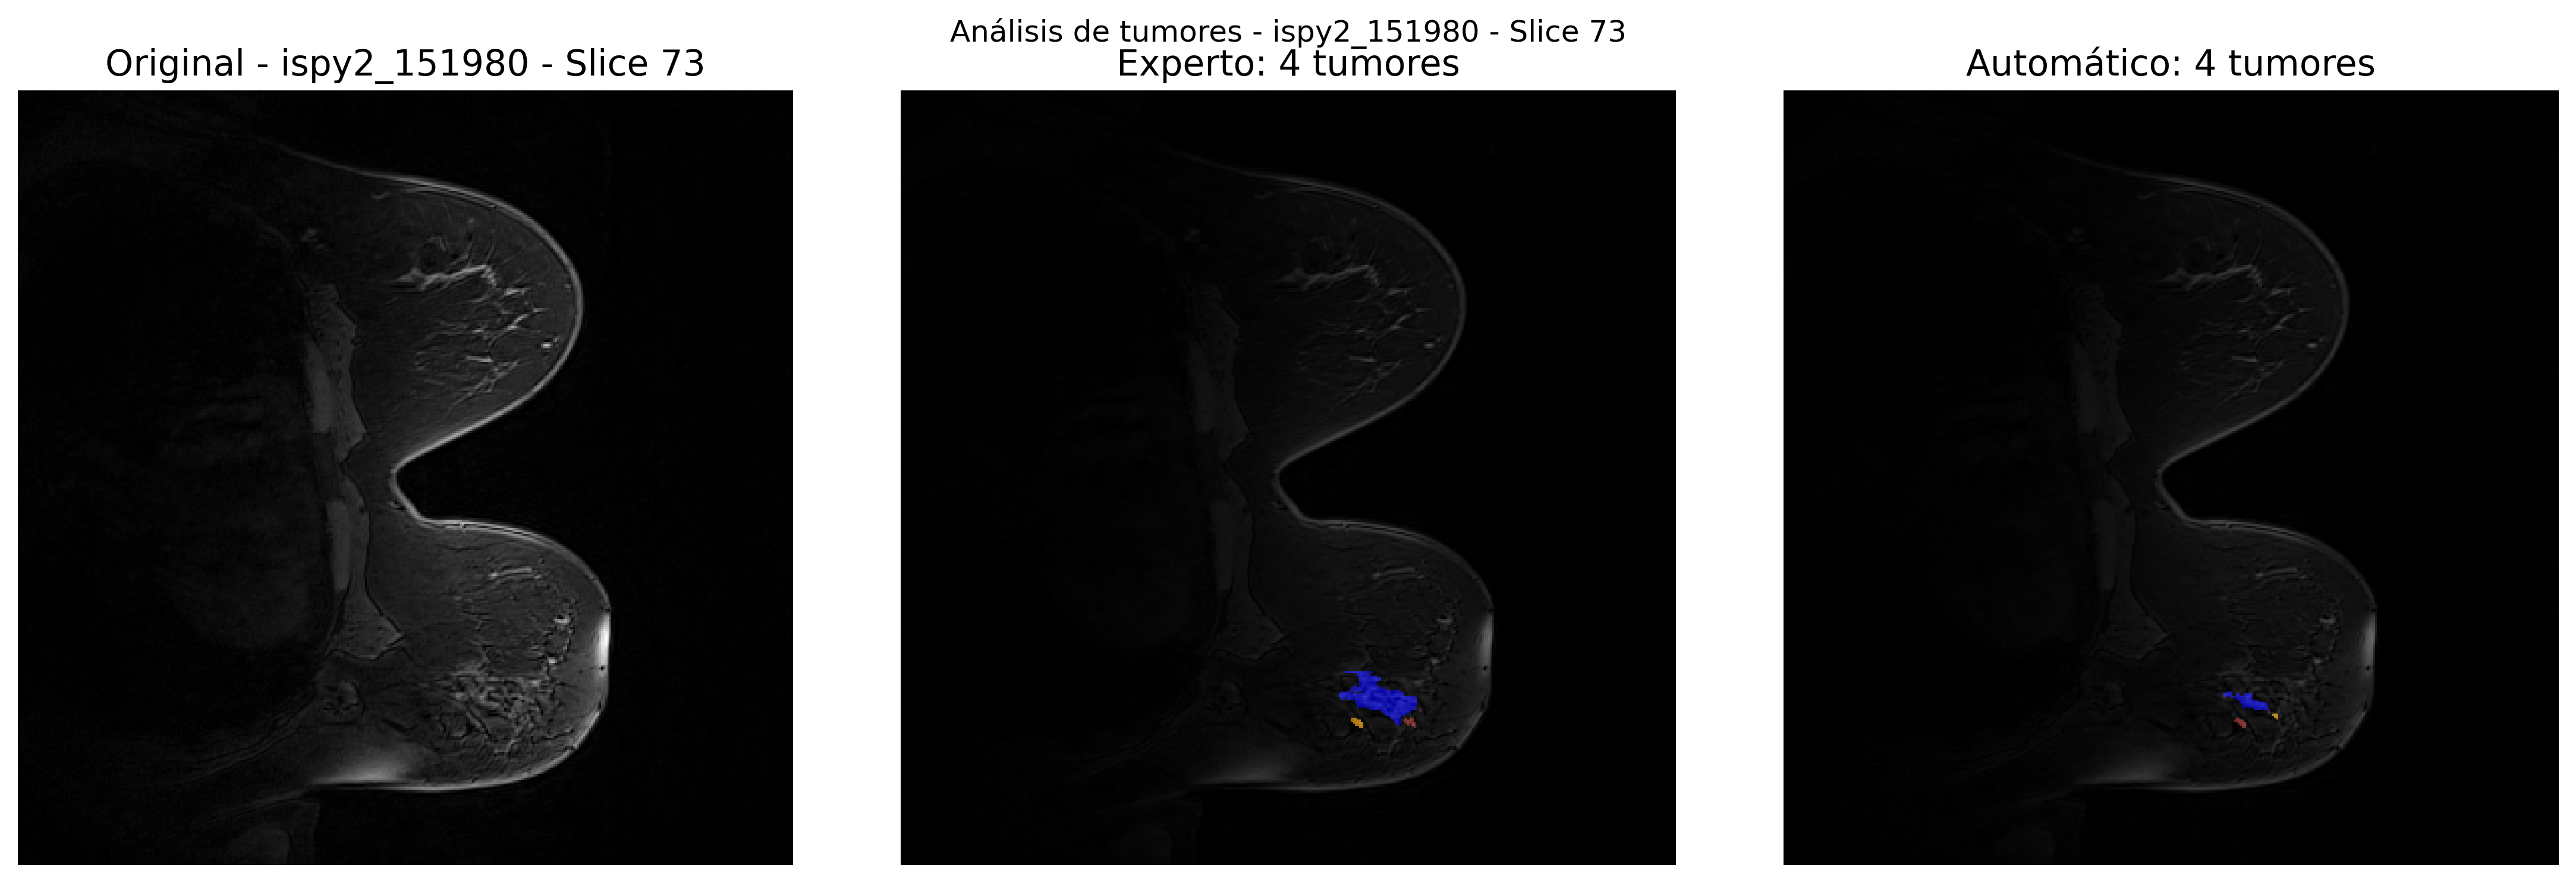 Análisis de tumores - ispy2_151980 - Slice 73
Original - ispy2_151980 - Slice 73
Experto: 4 tumores
Automático: 4 tumores